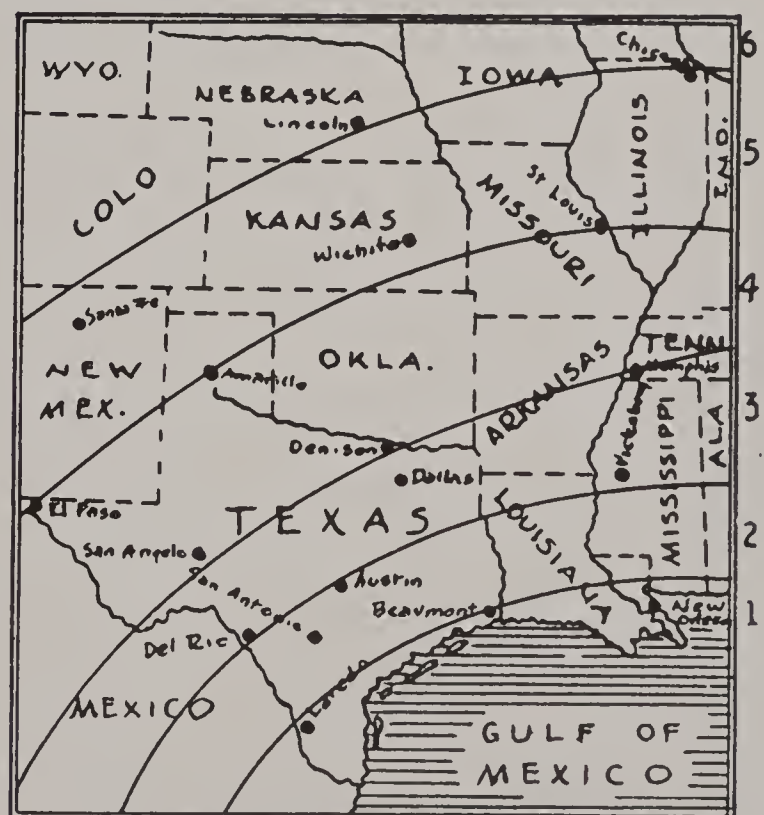 6
Chica
WYO.
IOWA
NEBRASKA
Lincoln
ILLINOIS
IND.
5
COLO
St Louis
MISSOURI
KANSAS
Wichita
4
Santa Fe
NEW
MEX.
Amarillo
OKLA.
ARKANSAS
TENN
Memphis
3
Vicksburg
MISSISSIPPI
ALA
Denison
Dallas
El Paso
TEXAS
LOUISIANA
2
San Angelo
San Antonio
Austin
Beaumont
New
Orleans
1
Del Rio
Laredo
MEXICO
GULF OF
MEXICO